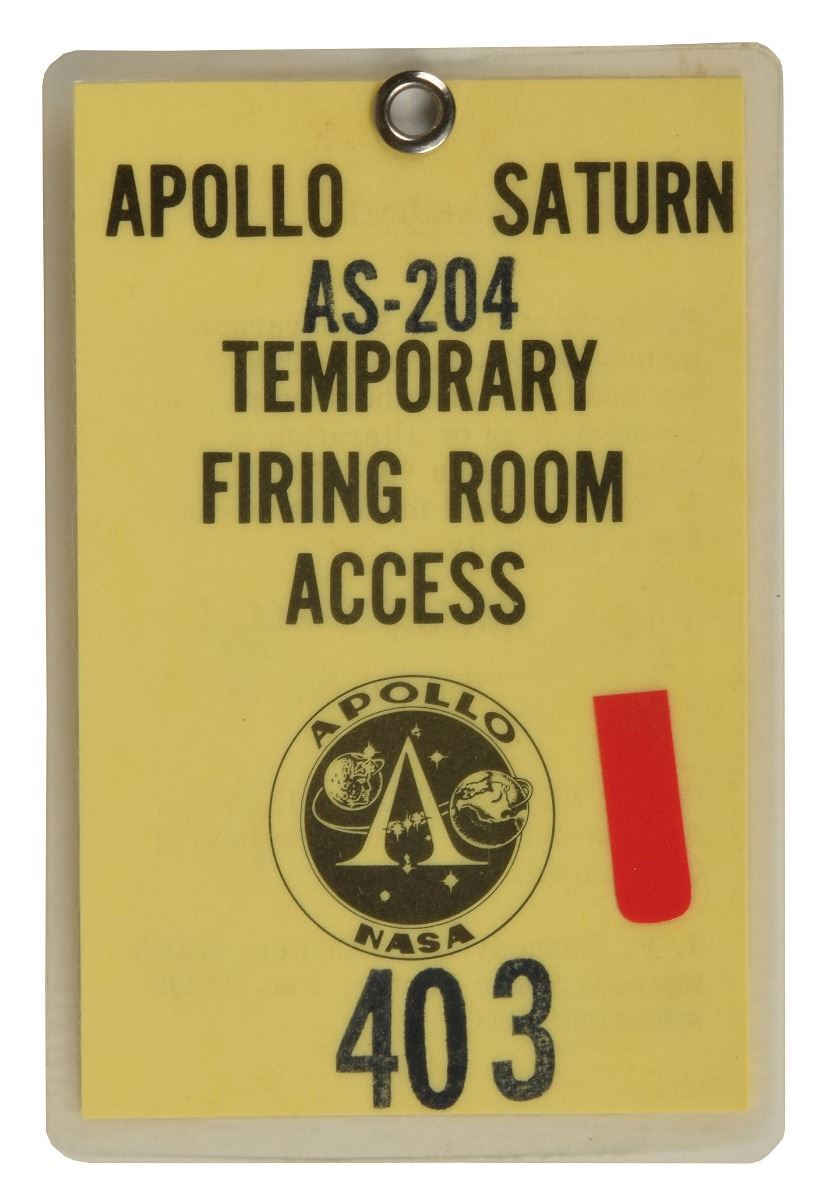 APOLLO SATURN
AS-204
TEMPORARY
FIRING ROOM
ACCESS
APOLLO
NASA
403